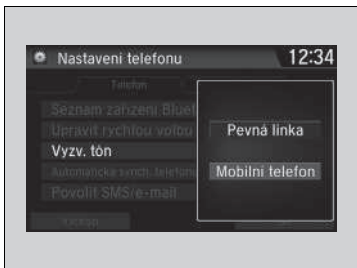 Nastavení telefonu
12:34
Telefon
Seznam zařízení Bluet
Upravit rychlou volbu
Vyzv. tón
Automatická synch. telefonu
Povolit SMS/e-mail
Pevná linka
Mobilní telefon